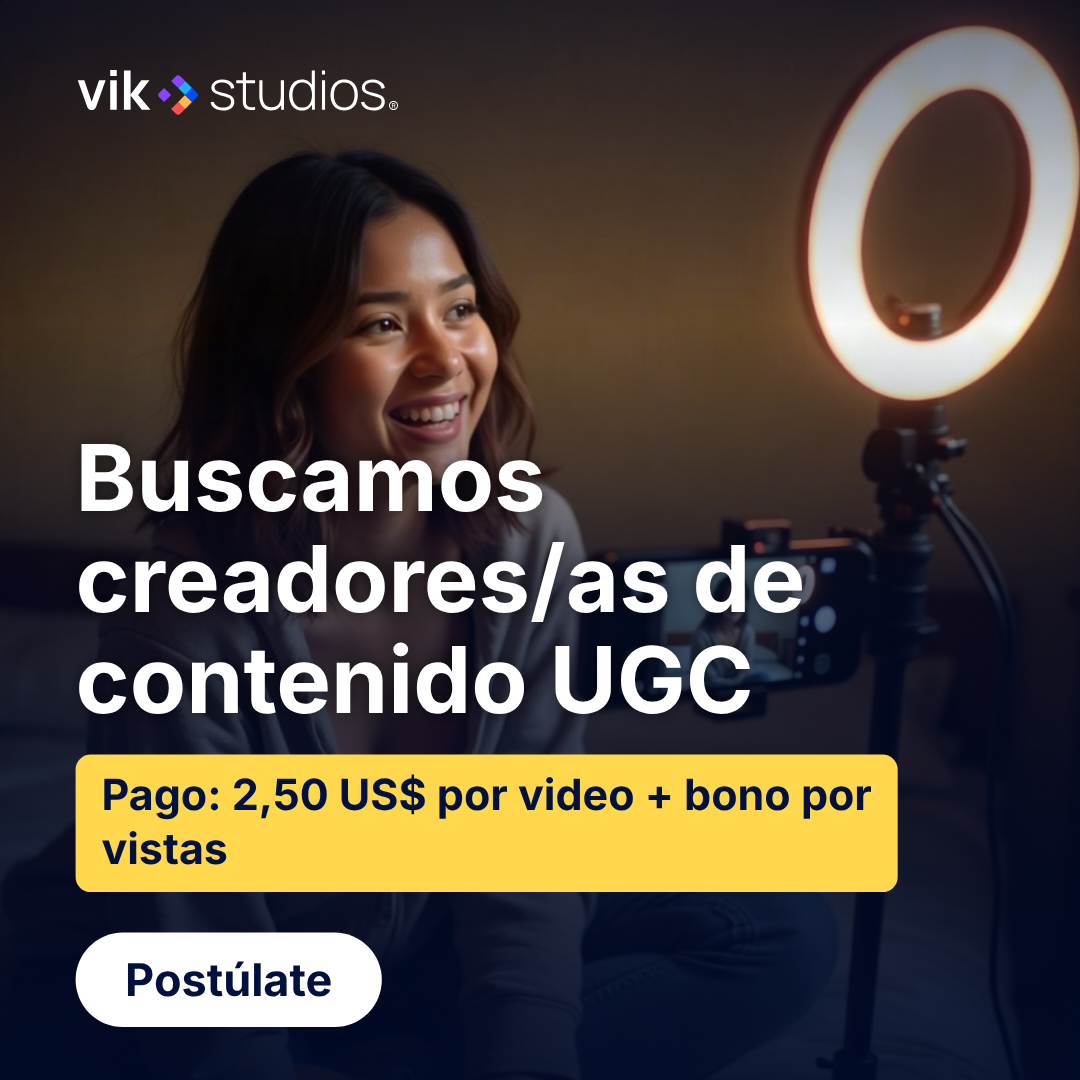 vik studios®
Buscamos
creadores/as de
contenido UGC
Pago: 2,50 US$ por video + bono por
vistas
Postúlate